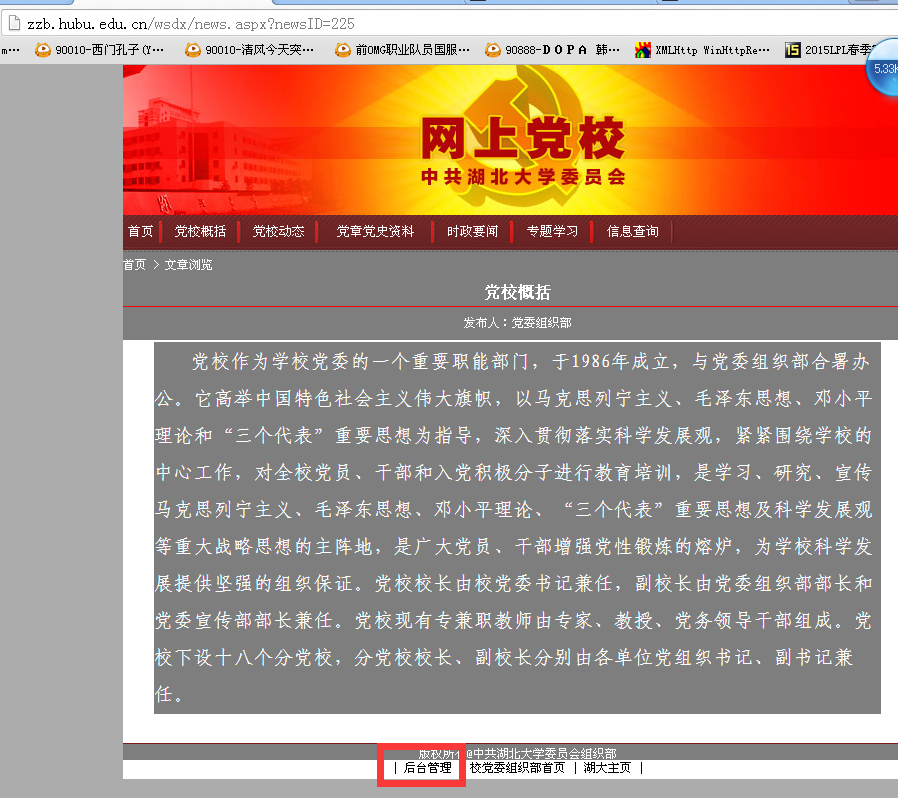 zzb.hubu.edu.cn/wsdx/news.aspx?newsID=225
m… 90010-西门孔子(Y… 90010-清风今天突… 前OMG职业队员国服… 90888-DOPA 韩… XMLHttp WinHttpRe… 2015LPL春季
5.33K
网上党校
中共湖北大学委员会
首页 党校概括 党校动态 党章党史资料 时政要闻 专题学习 信息查询
首页 > 文章浏览
党校概括
发布人：党委组织部
党校作为学校党委的一个重要职能部门，于1986年成立，与党委组织部合署办
公。它高举中国特色社会主义伟大旗帜，以马克思列宁主义、毛泽东思想、邓小平
理论和“三个代表”重要思想为指导，深入贯彻落实科学发展观，紧紧围绕学校的
中心工作，对全校党员、干部和入党积极分子进行教育培训，是学习、研究、宣传
马克思列宁主义、毛泽东思想、邓小平理论、“三个代表”重要思想及科学发展观
等重大战略思想的主阵地，是广大党员、干部增强党性锻炼的熔炉，为学校科学发
展提供坚强的组织保证。党校校长由校党委书记兼任，副校长由党委组织部部长和
党委宣传部部长兼任。党校现有专兼职教师由专家、教授、党务领导干部组成。党
校下设十八个分党校，分党校校长、副校长分别由各单位党组织书记、副书记兼
任。
版权所有@中共湖北大学委员会组织部
| 后台管理 校党委组织部首页 | 湖大主页 |